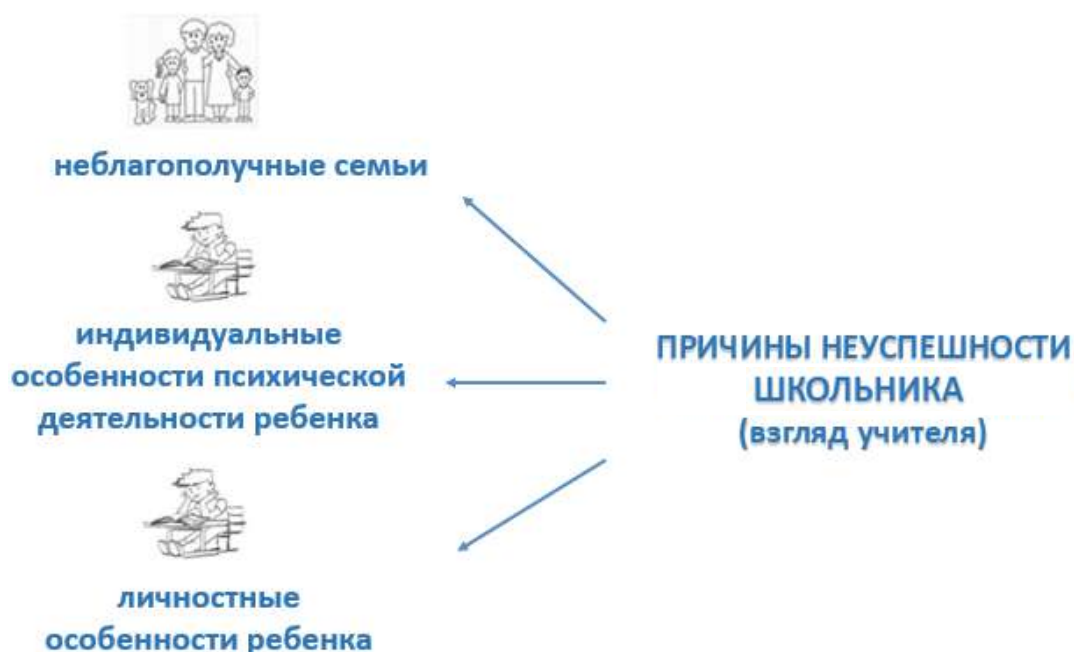 неблагополучные семьи
индивидуальные
особенности психической
деятельности ребенка
личностные
особенности ребенка
ПРИЧИНЫ НЕУСПЕШНОСТИ
ШКОЛЬНИКА
(взгляд учителя)